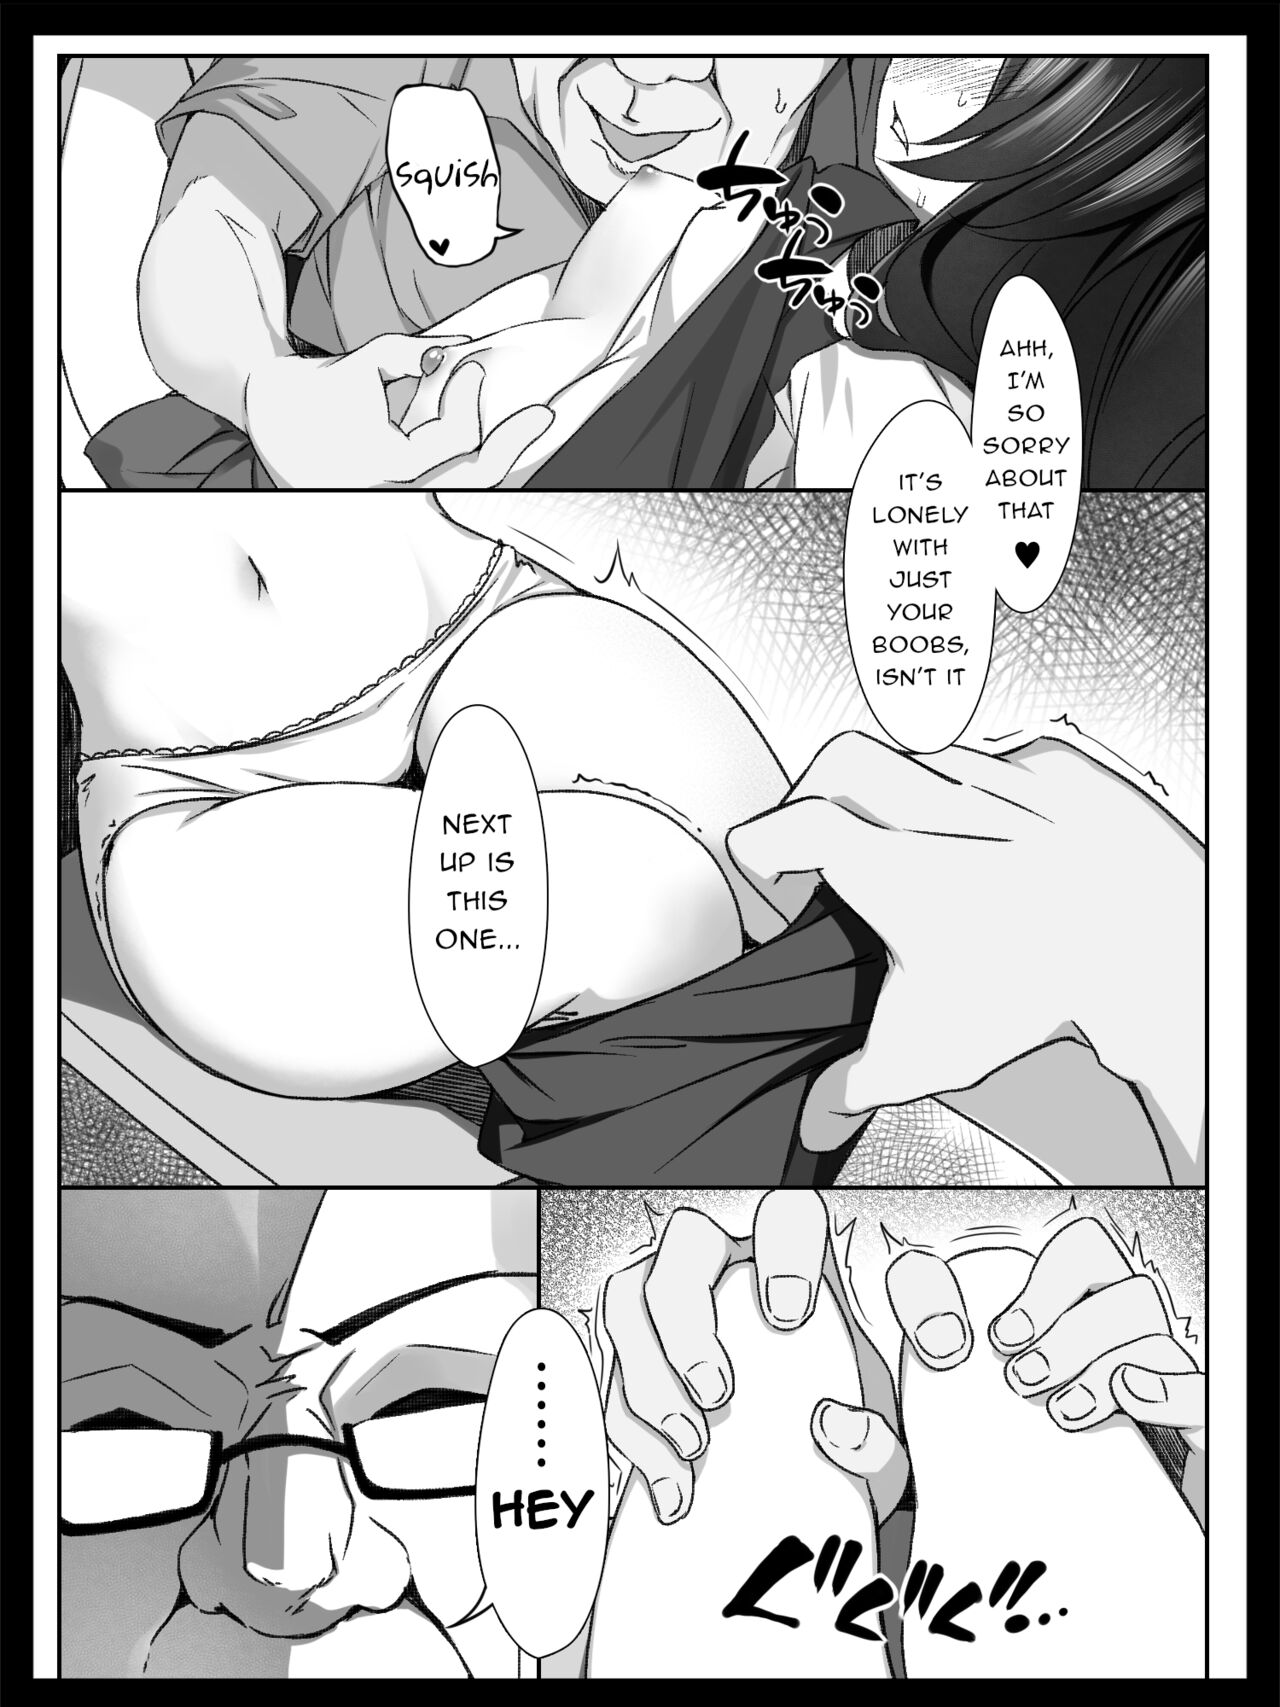 ちゅう
ちゅう
squish
♥
AHH,
I'M
SO
SORRY
ABOUT
THAT
♥
IT'S
LONELY
WITH
JUST
YOUR
BOOBS,
ISN'T IT
NEXT
UP IS
THIS
ONE...
ぐぐぐ!!..
.......
HEY